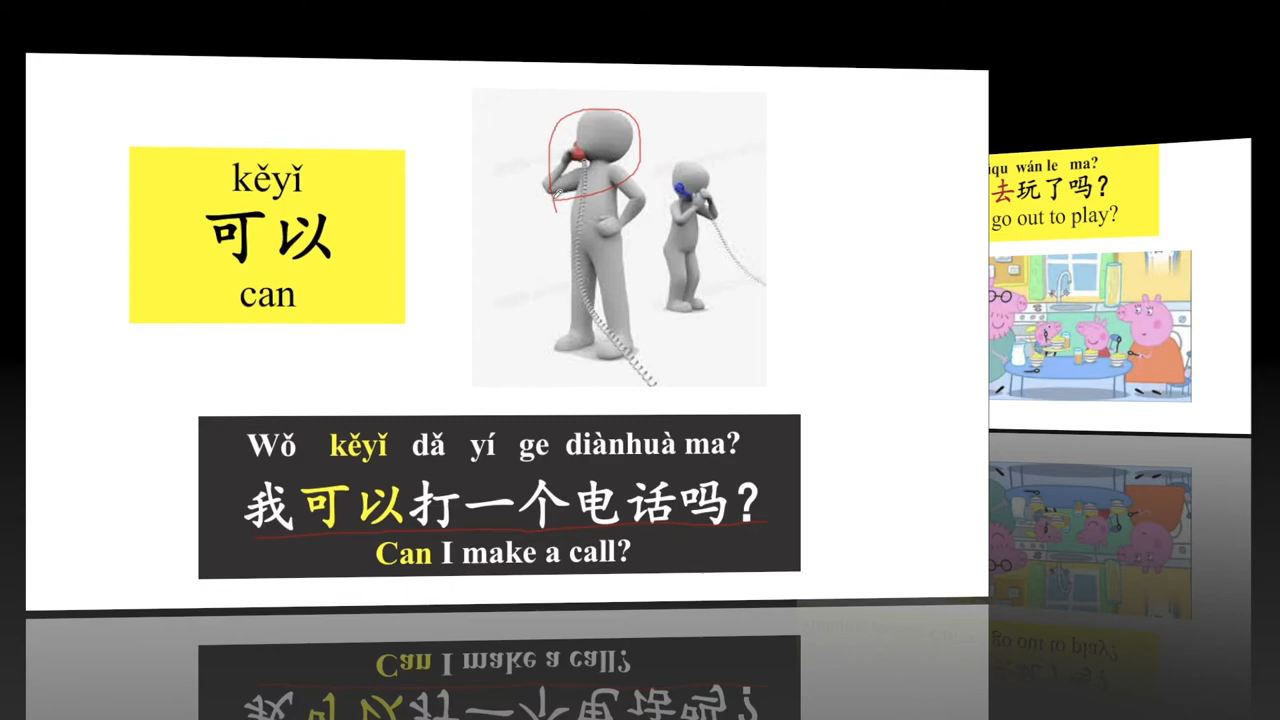 kěyǐ
可以
can
Wǒ kěyǐ dǎ yí ge diànhuà ma?
我可以打一个电话吗？
Can I make a call?
wán le ma?
去玩了吗？
go out to play?